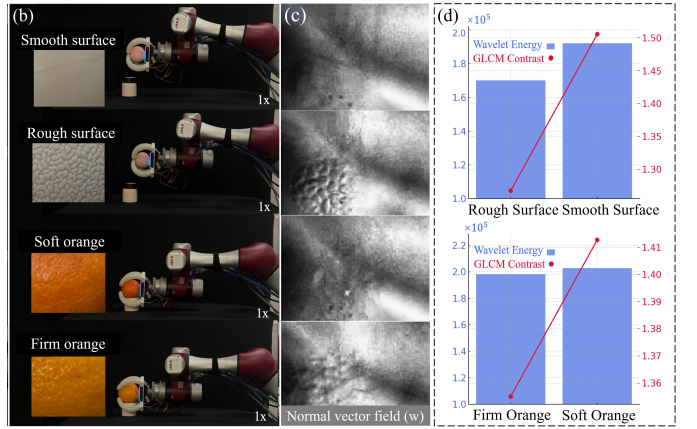 (b)
Smooth surface
1x
Rough surface
1x
Soft orange
1x
Firm orange
1x
(c)
Normal vector field (w)
(d)
×10⁵
2.0
1.8
1.6
1.4
1.2
1.0
Wavelet Energy
GLCM Contrast
1.50
1.45
1.40
1.35
1.30
Rough Surface Smooth Surface
×10⁵
2.2
2.0
1.8
1.6
1.4
1.2
1.0
Wavelet Energy
GLCM Contrast
1.41
1.40
1.39
1.38
1.37
1.36
Firm Orange Soft Orange